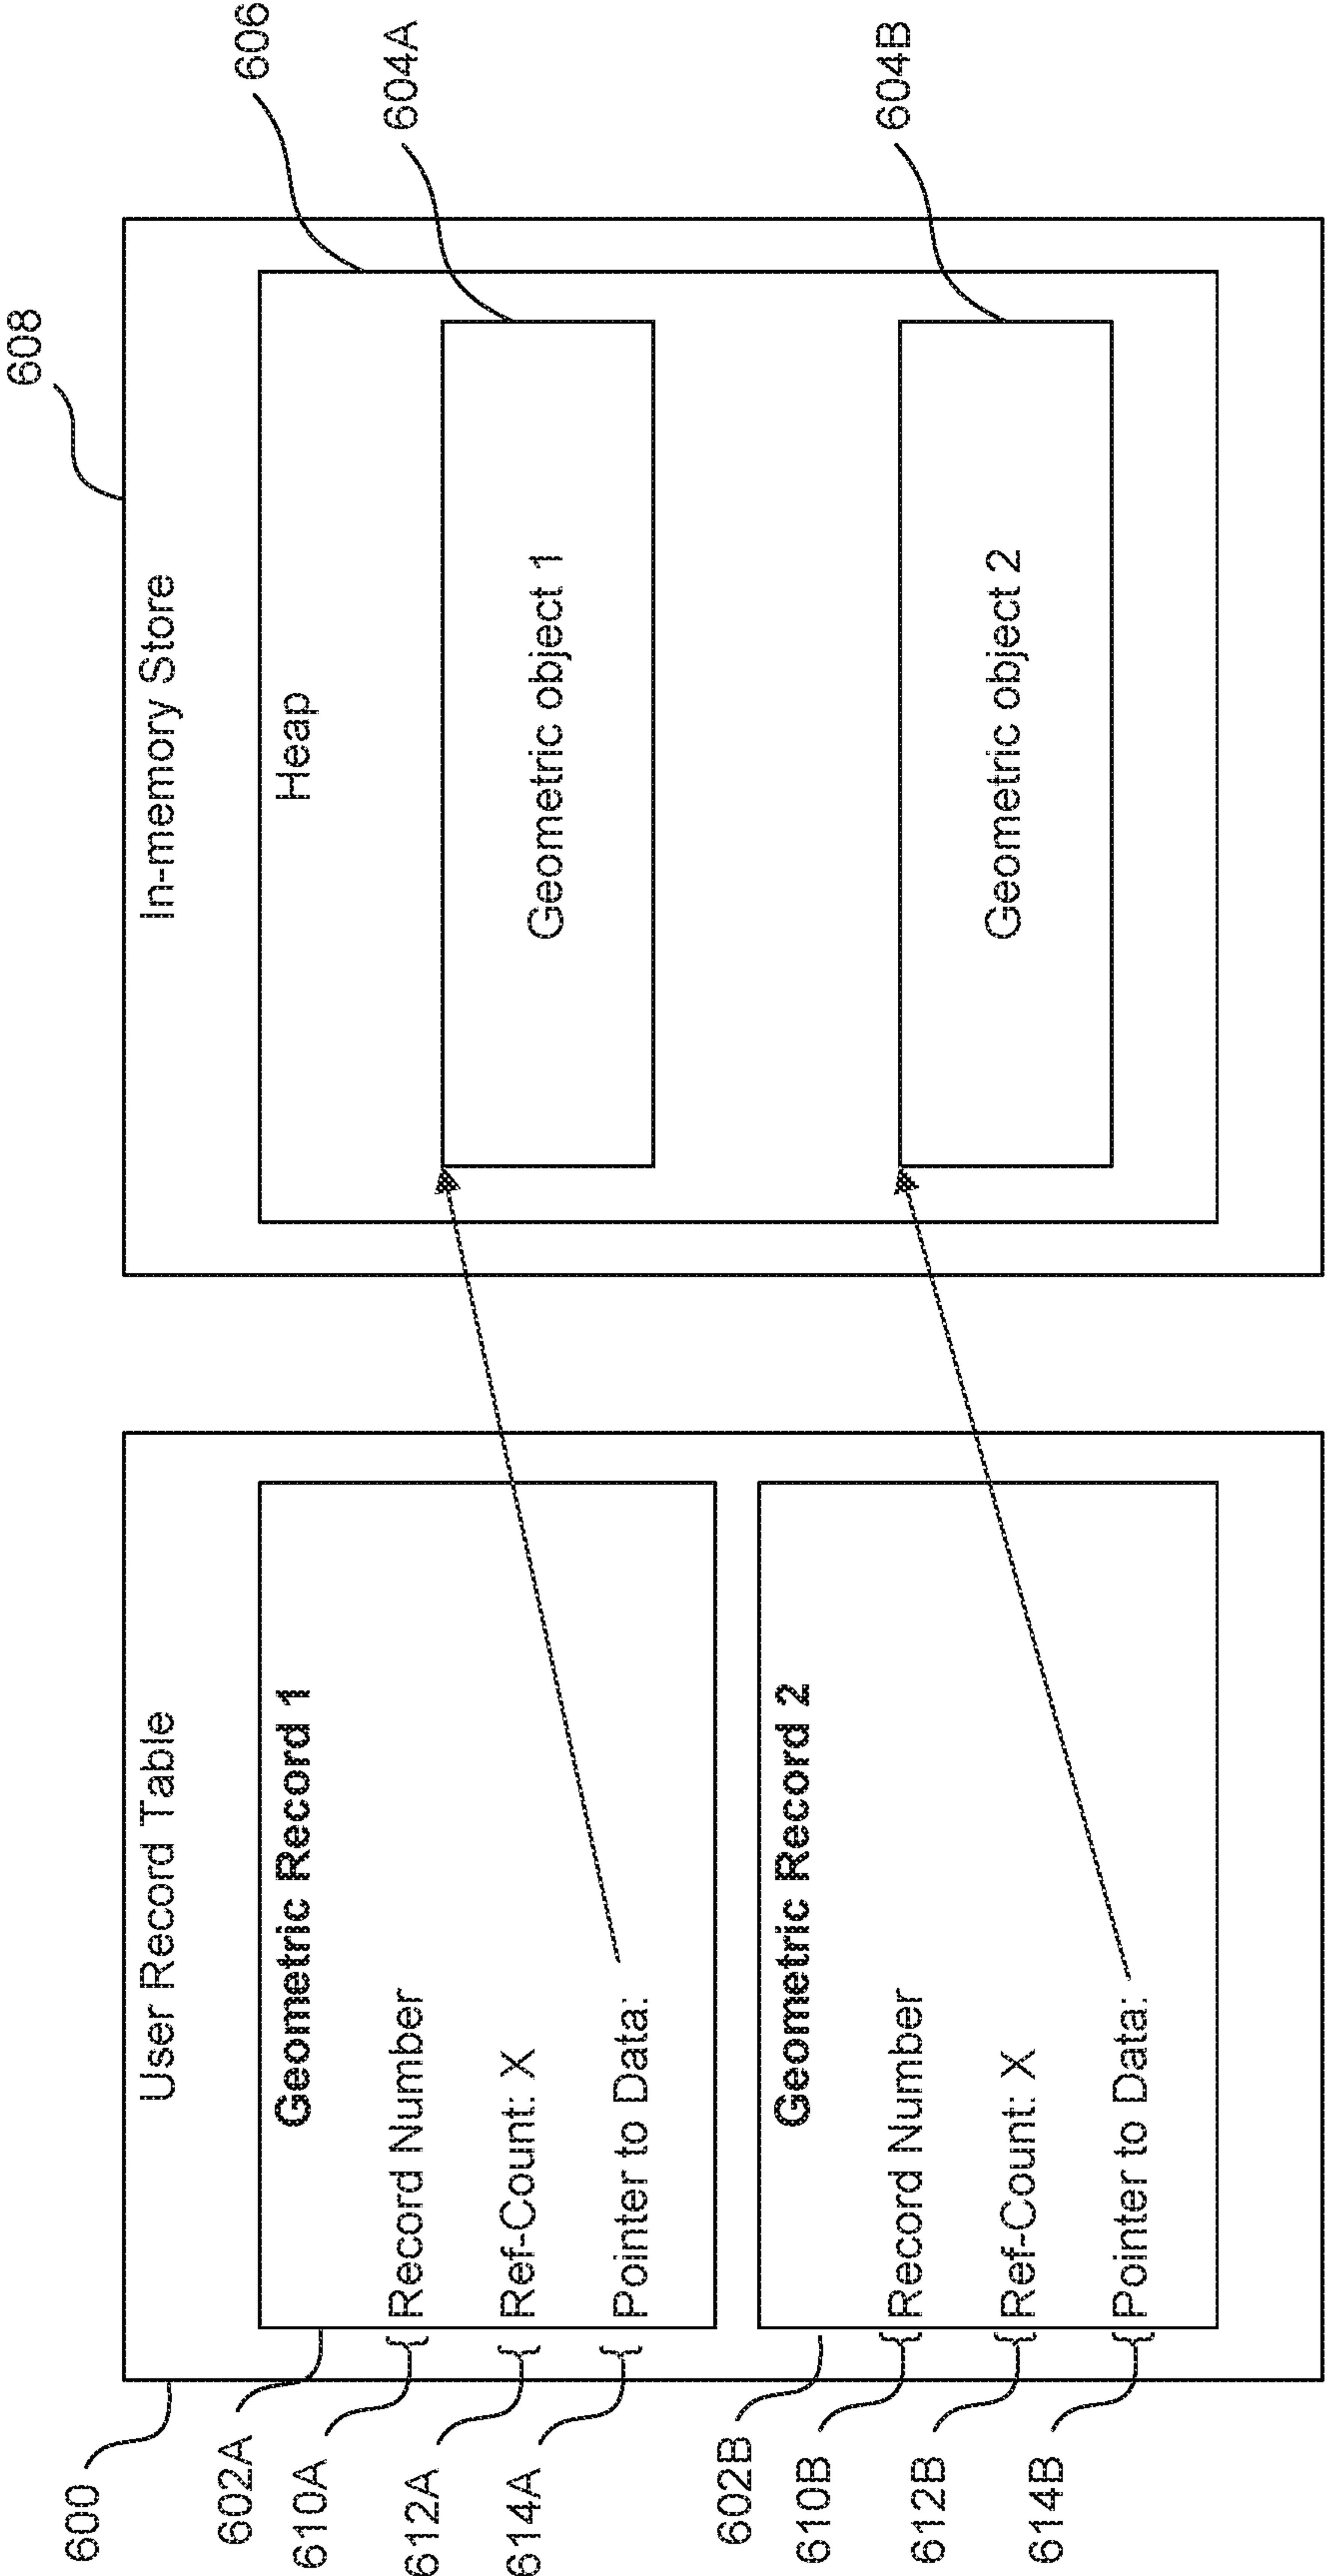 600
User Record Table
602A
Geometric Record 1
610A
Record Number
612A
Ref-Count: X
614A
Pointer to Data:
602B
Geometric Record 2
610B
Record Number
612B
Ref-Count: X
614B
Pointer to Data:
608
In-memory Store
606
Heap
604A
Geometric object 1
604B
Geometric object 2